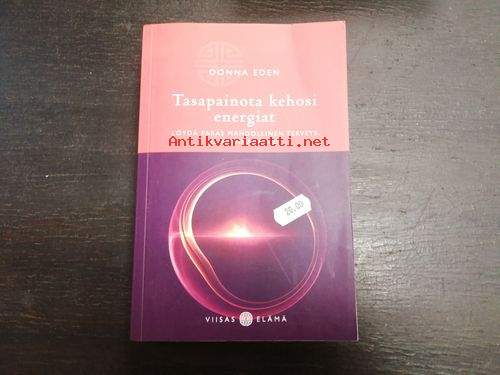 DONNA EDEN
Tasapainota kehosi
energiat
LÖYDÄ PARAS MAHDOLLINEN TERVEYS
Antikvariaatti.net
20,00
VIISAS ELÄMÄ